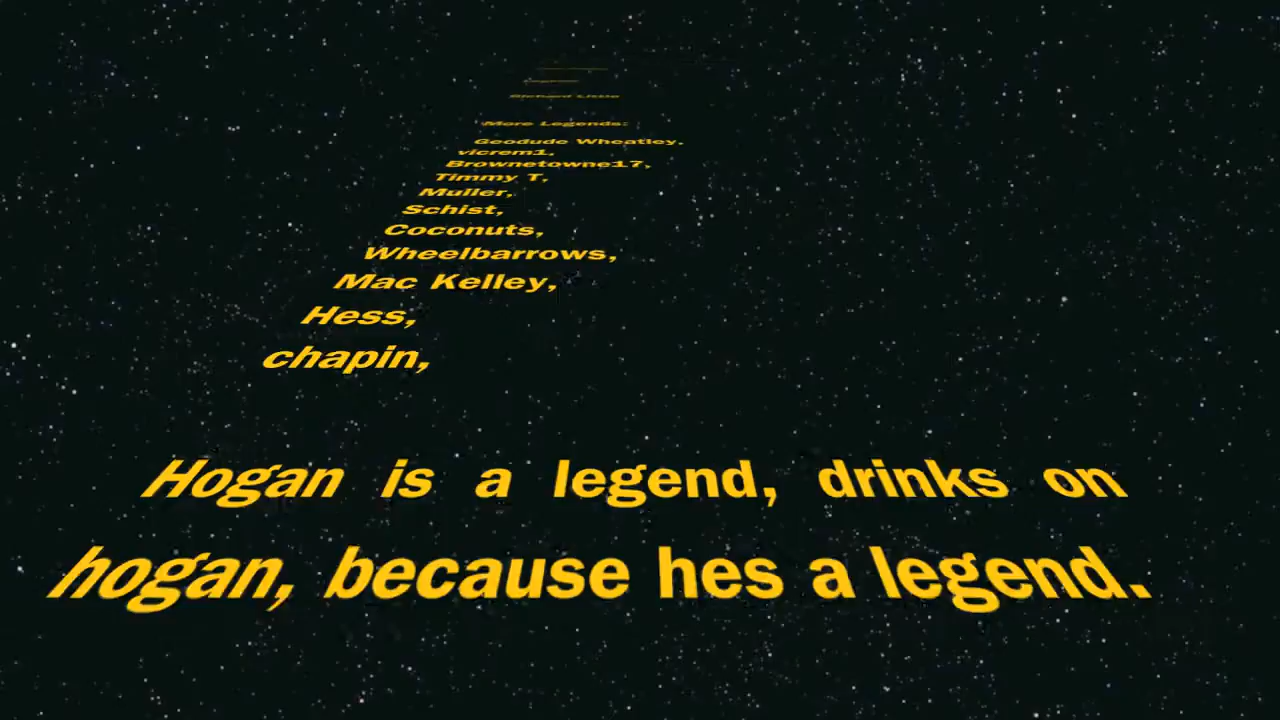 Richard Little
More Legends:
Geodude Wheatley,
vicrem1,
Brownetowne17,
Timmy T,
Muller,
Schist,
Coconuts,
Wheelbarrows,
Mac Kelley,
Hess,
chapin,
Hogan is a legend, drinks on
hogan, because hes a legend.